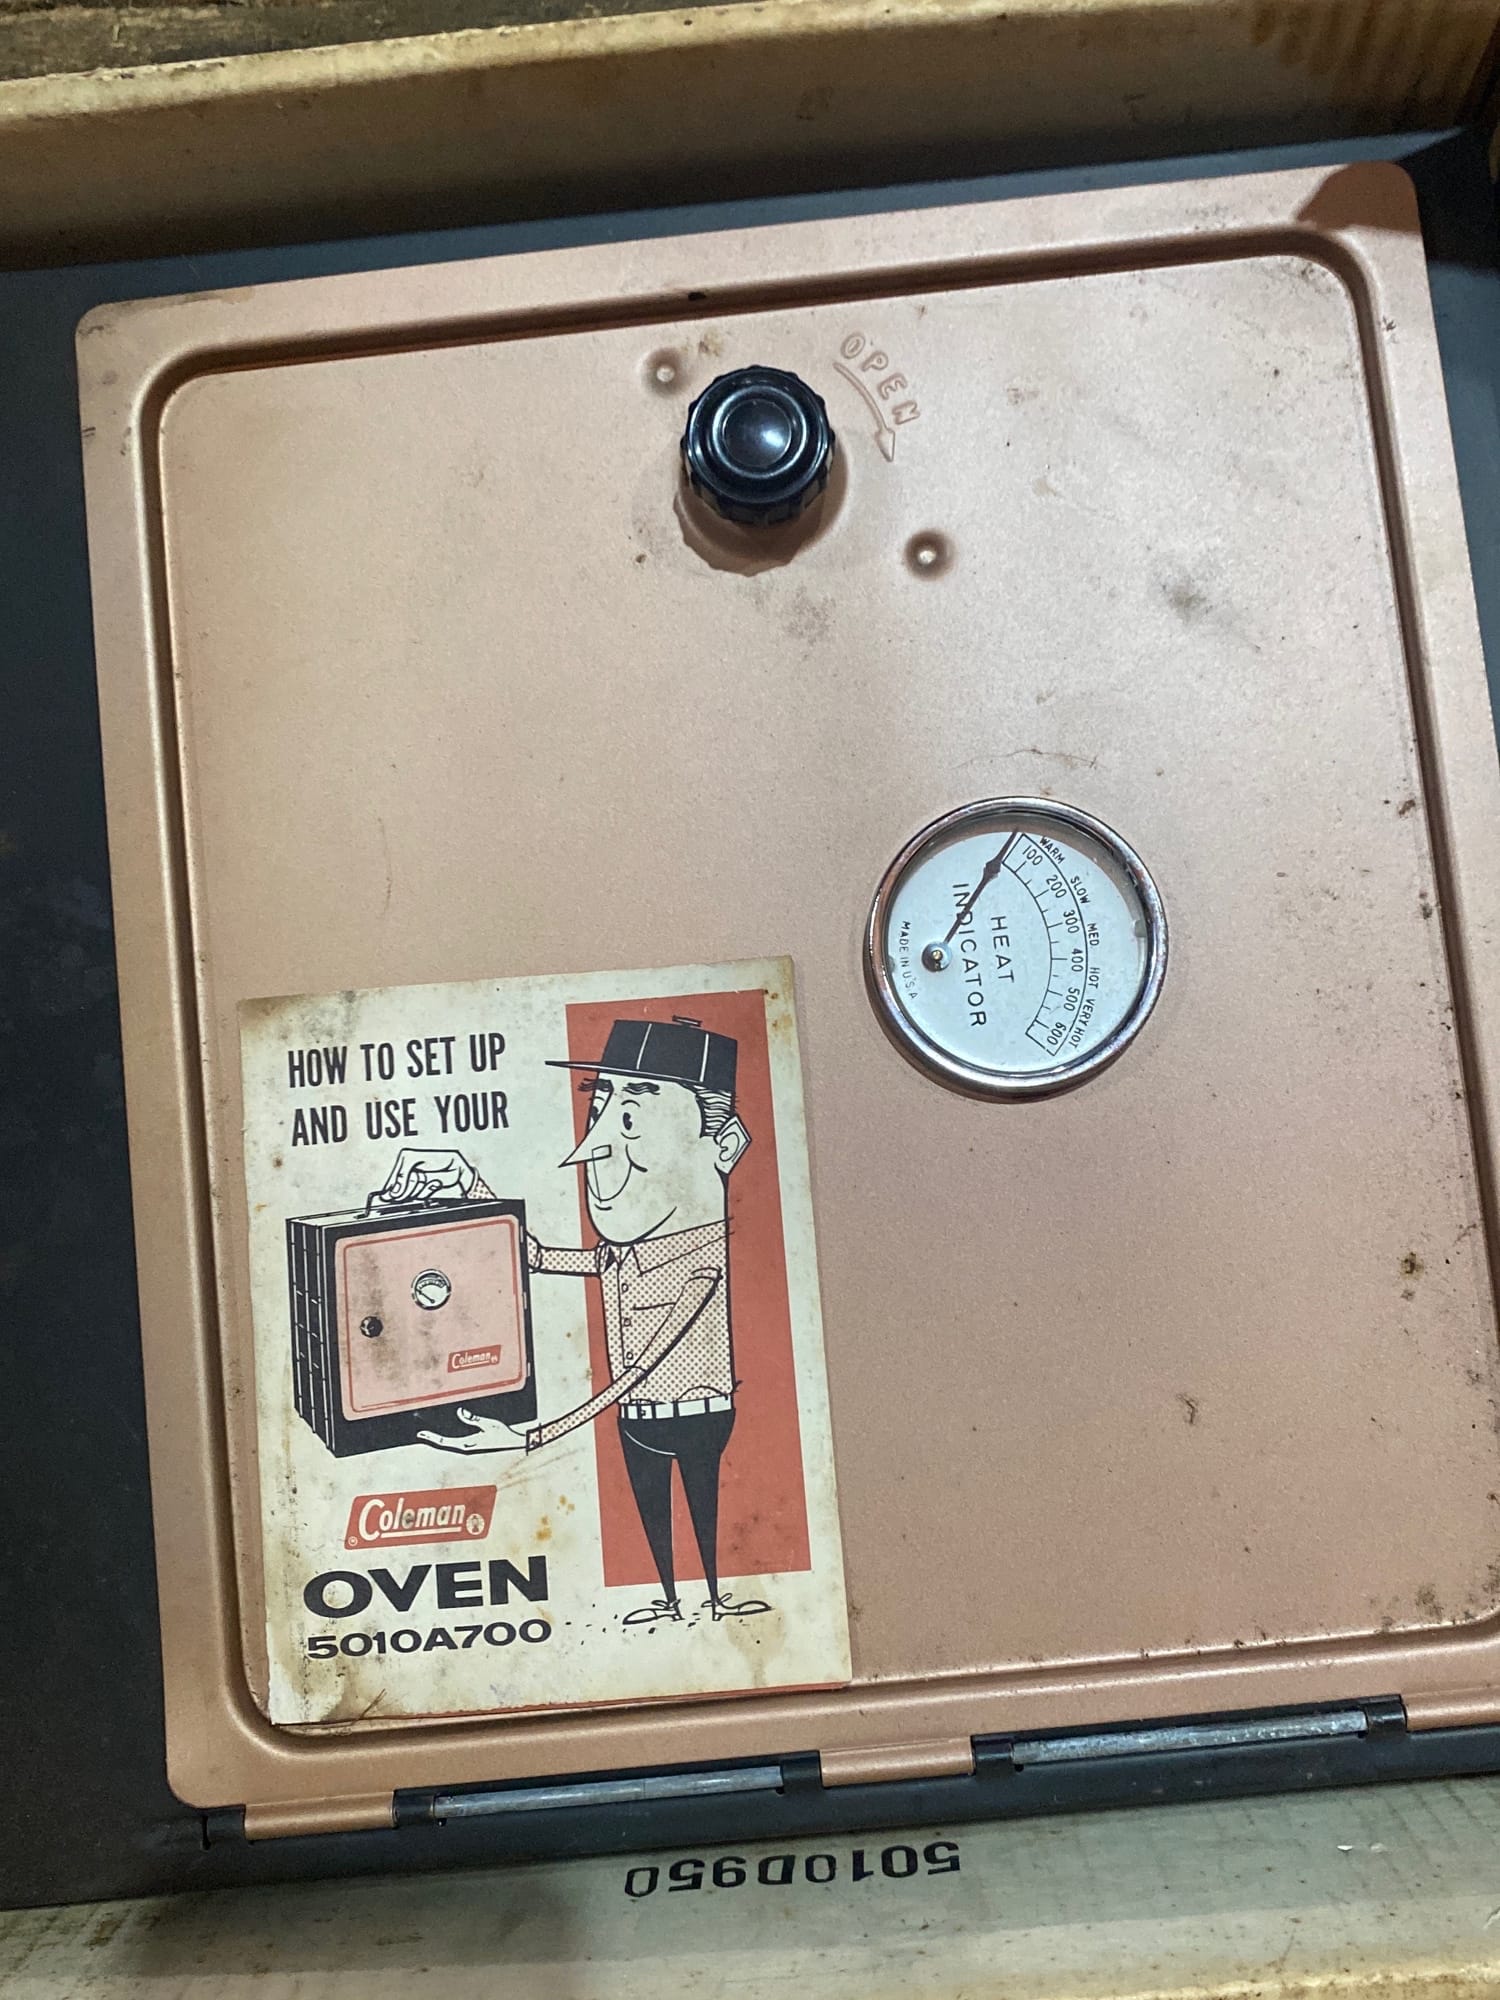 OPEN
WARM SLOW MED. HOT VERY HOT
100 200 300 400 500 600
HEAT
INDICATOR
MADE IN U.S.A
HOW TO SET UP
AND USE YOUR
Coleman
Coleman
OVEN
5010A700
5010D950